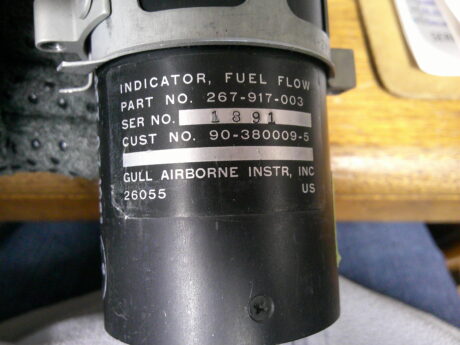 INDICATOR, FUEL FLOW
PART NO. 267-917-003
SER NO. 1891
CUST NO. 90-380009-5
GULL AIRBORNE INSTR, INC
26055 US